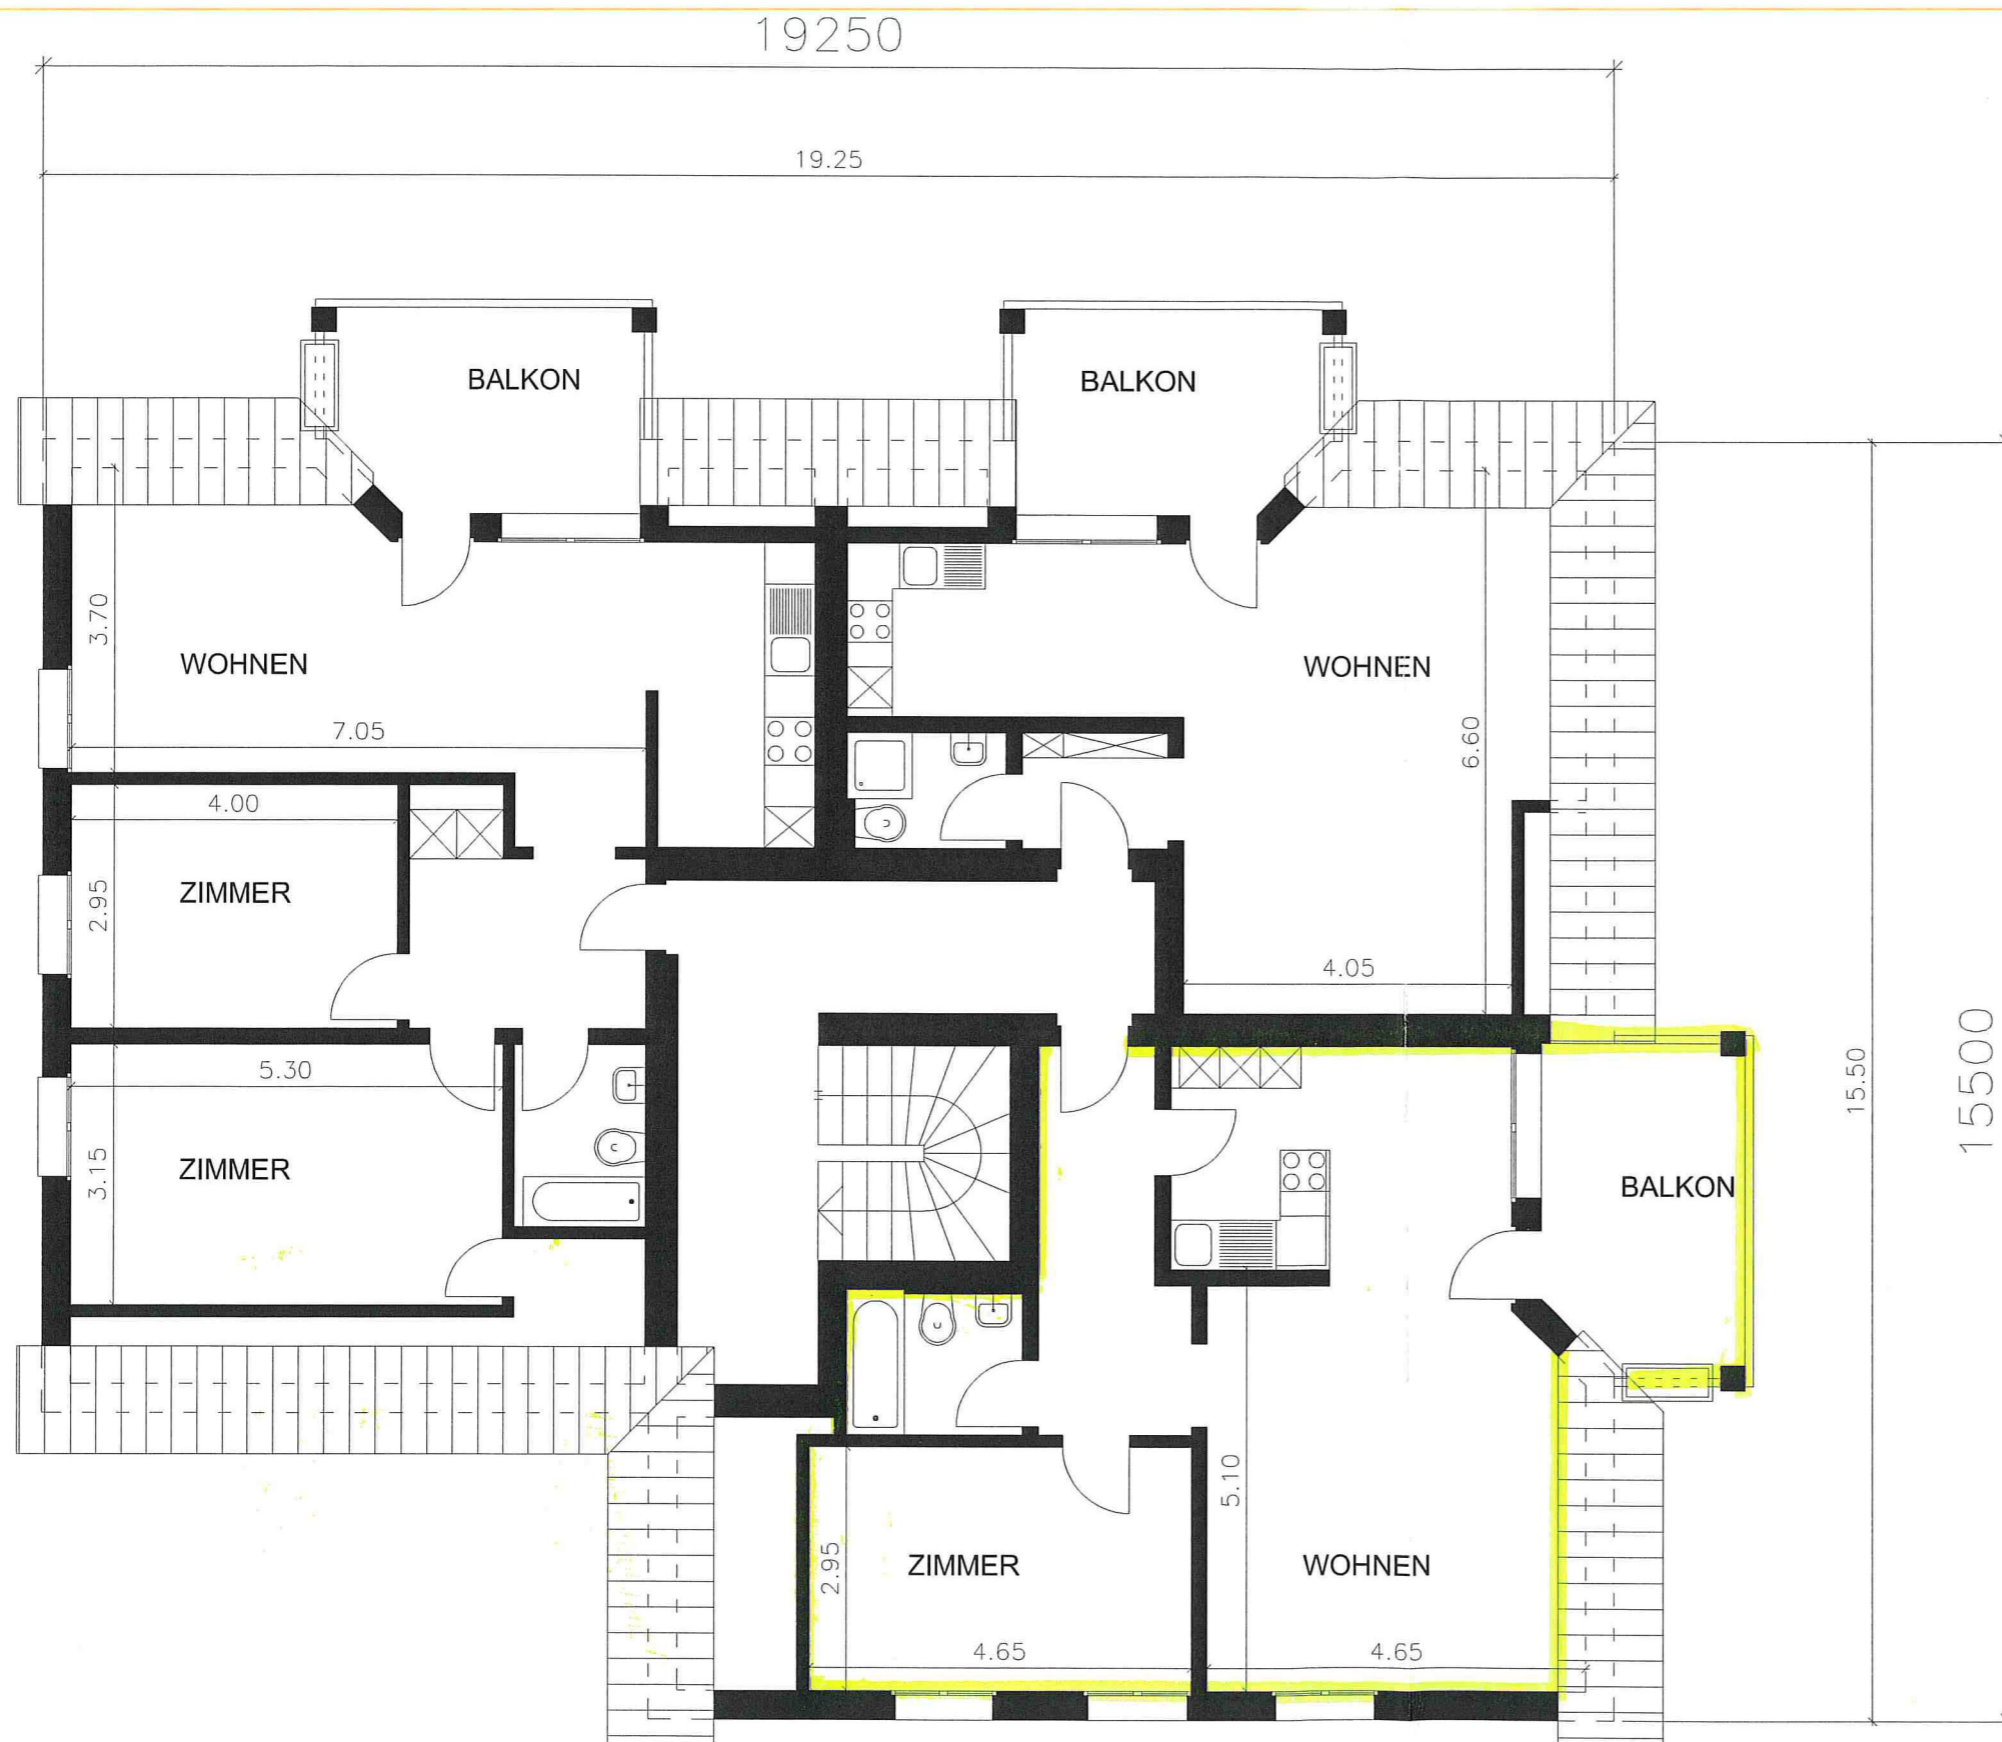 19250
19.25
BALKON
BALKON
3.70
WOHNEN
WOHNEN
7.05
6.60
4.00
2.95
ZIMMER
4.05
15.50
15500
5.30
3.15
ZIMMER
BALKON
5.10
2.95
ZIMMER
WOHNEN
4.65
4.65